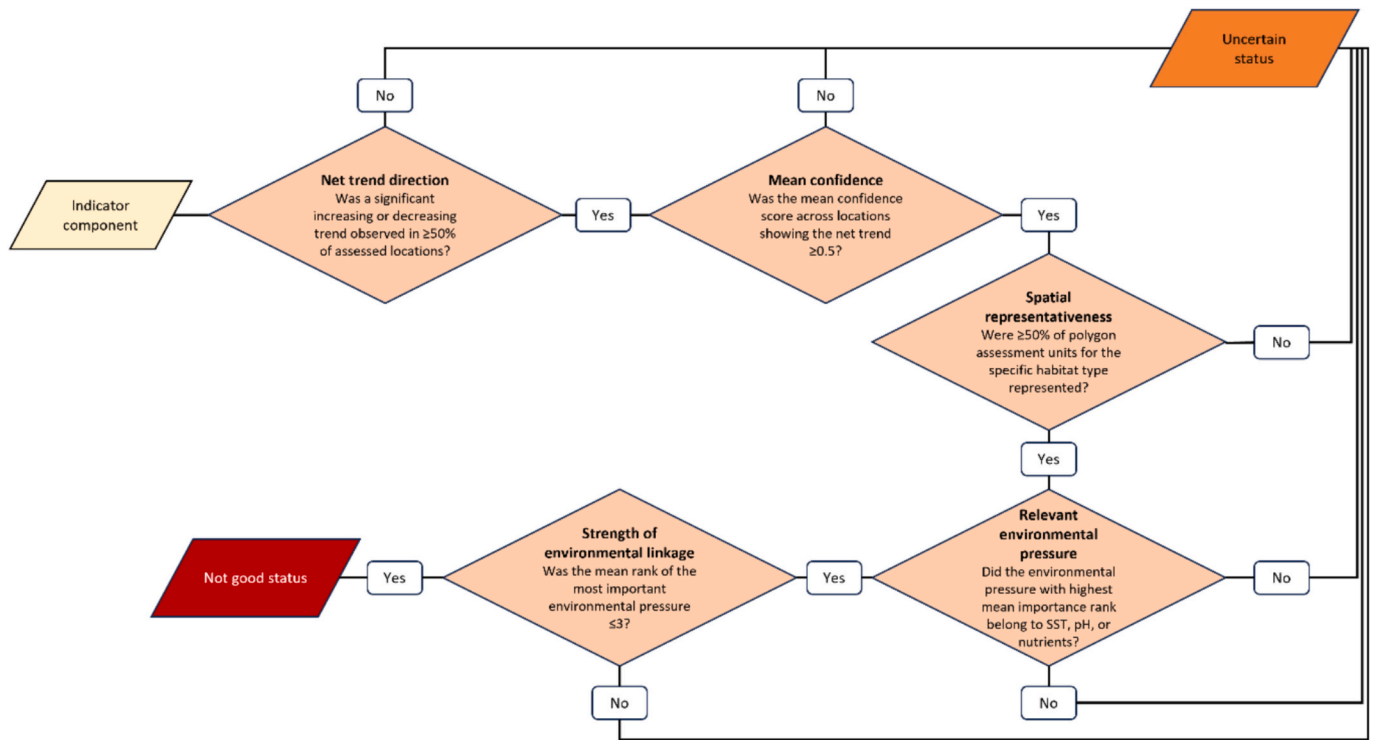 Uncertain
status
No
No
Net trend direction
Was a significant
increasing or decreasing
trend observed in ≥50%
of assessed locations?
Mean confidence
Was the mean confidence
score across locations
showing the net trend
≥0.5?
Indicator
component
Yes
Yes
Spatial
representativeness
Were ≥50% of polygon
assessment units for the
specific habitat type
represented?
No
Yes
Relevant
environmental
pressure
Did the environmental
pressure with highest
mean importance rank
belong to SST, pH, or
nutrients?
Strength of
environmental linkage
Was the mean rank of the
most important
environmental pressure
≤3?
Not good status
Yes
Yes
No
No
No